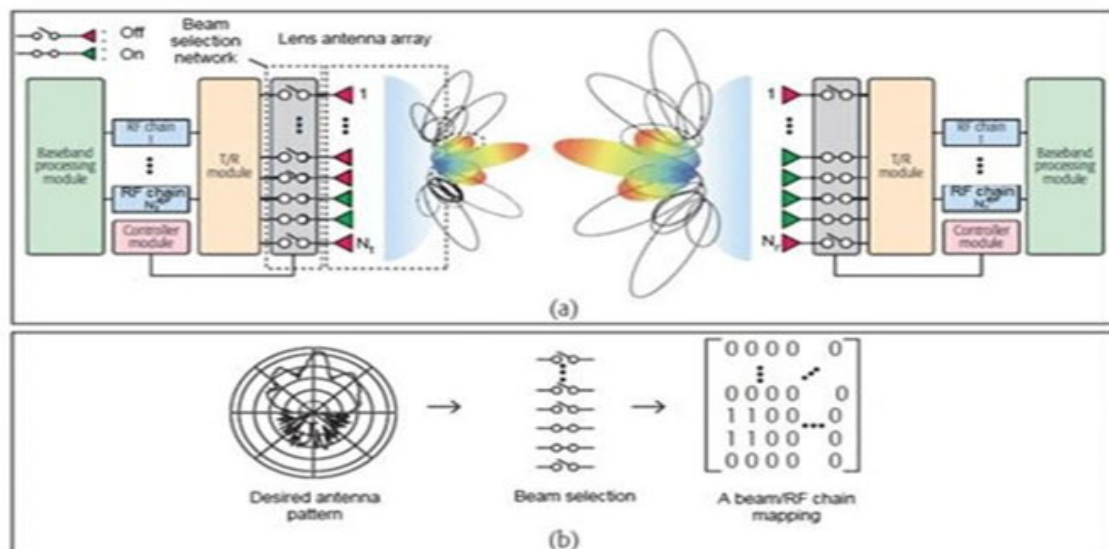 (a)
Off
On
Beam
selection
network
Lens antenna array
Baseband
processing
module
RF chain
1
RF chain
Controller
module
T/R
module
1
Nt
1
Nr
T/R
module
RF chain
1
RF chain
Controller
module
Baseband
processing
module
(a)
Desired antenna
pattern
Beam selection
0 0 0 0 0
0 0 0 0 0
1 1 0 0 0
1 1 0 0 0
0 0 0 0 0
A beam/RF chain
mapping
(b)